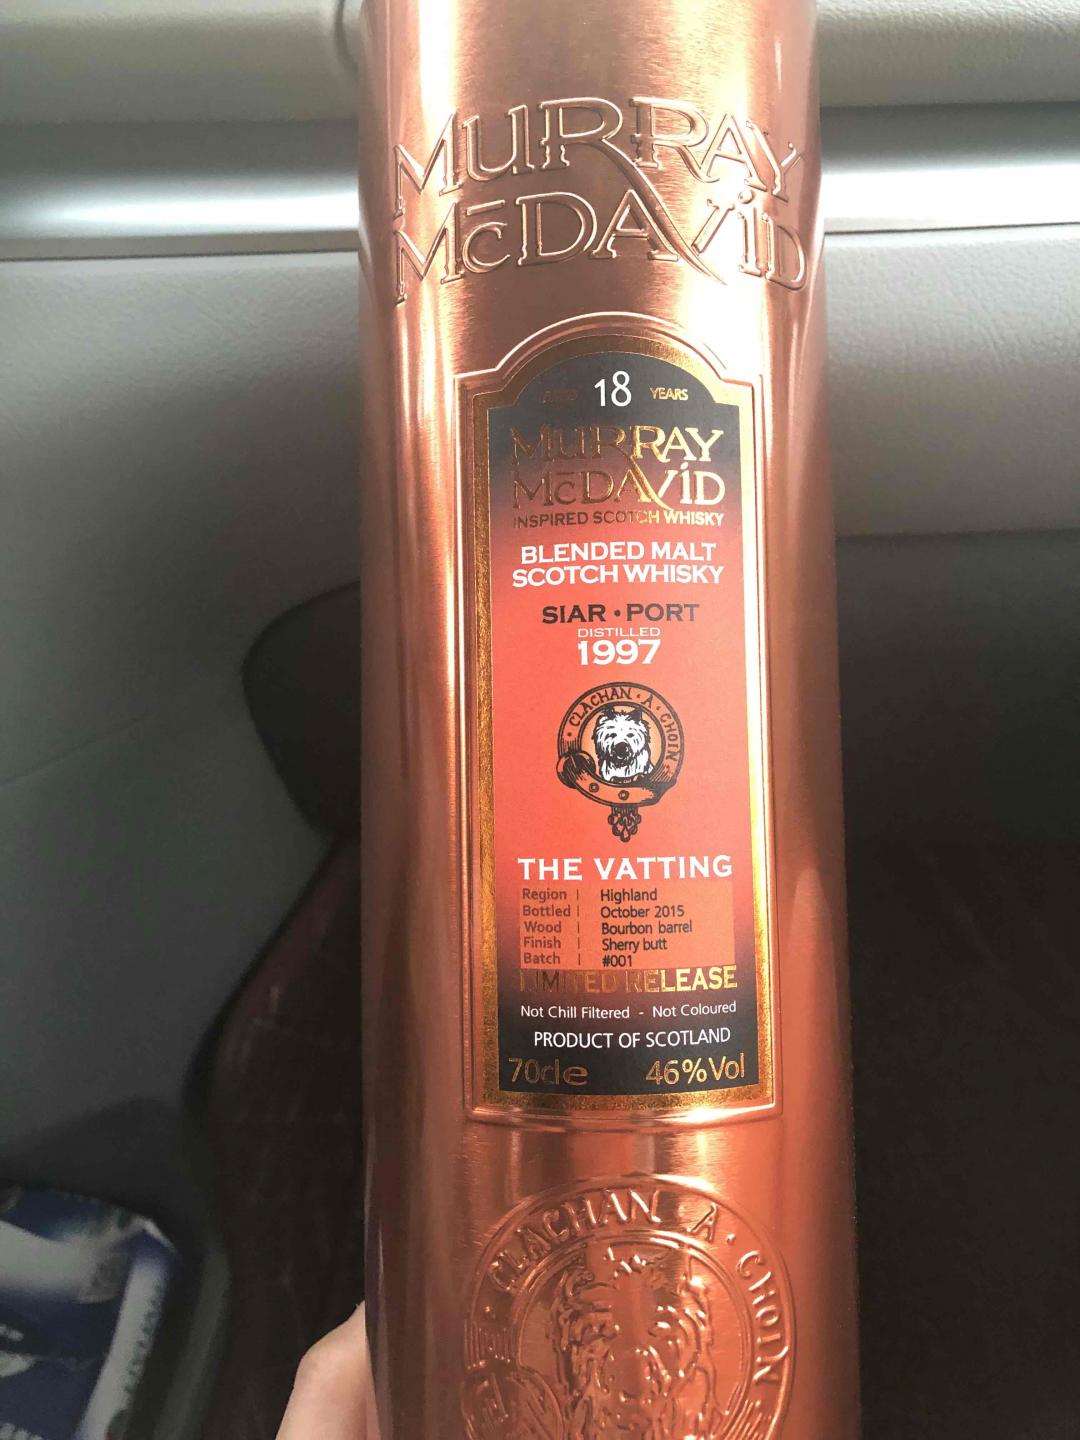 MURRAY
McDAVID
AGED 18 YEARS
MURRAY
McDAVID
INSPIRED SCOTCH WHISKY
BLENDED MALT
SCOTCH WHISKY
SIAR • PORT
DISTILLED
1997
• CLACHAN • A • CHOIN •
THE VATTING
Region | Highland
Bottled | October 2015
Wood | Bourbon barrel
Finish | Sherry butt
Batch | #001
LIMITED RELEASE
Not Chill Filtered - Not Coloured
PRODUCT OF SCOTLAND
70cl e 46%Vol
• CLACHAN • A • CHOIN